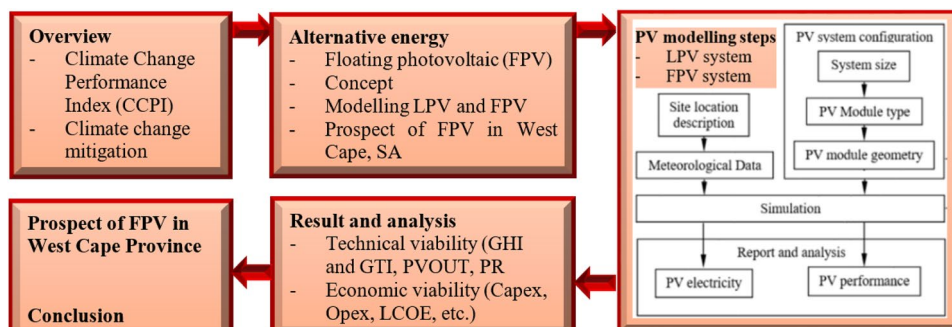 Overview
- Climate Change
Performance
Index (CCPI)
- Climate change
mitigation
Alternative energy
- Floating photovoltaic (FPV)
- Concept
- Modelling LPV and FPV
- Prospect of FPV in West
Cape, SA
PV modelling steps
- LPV system
- FPV system
Site location
description
Meteorological Data
PV system configuration
System size
PV Module type
PV module geometry
Simulation
Report and analysis
PV electricity
PV performance
Result and analysis
- Technical viability (GHI
and GTI, PVOUT, PR
- Economic viability (Capex,
Opex, LCOE, etc.)
Prospect of FPV in
West Cape Province
Conclusion